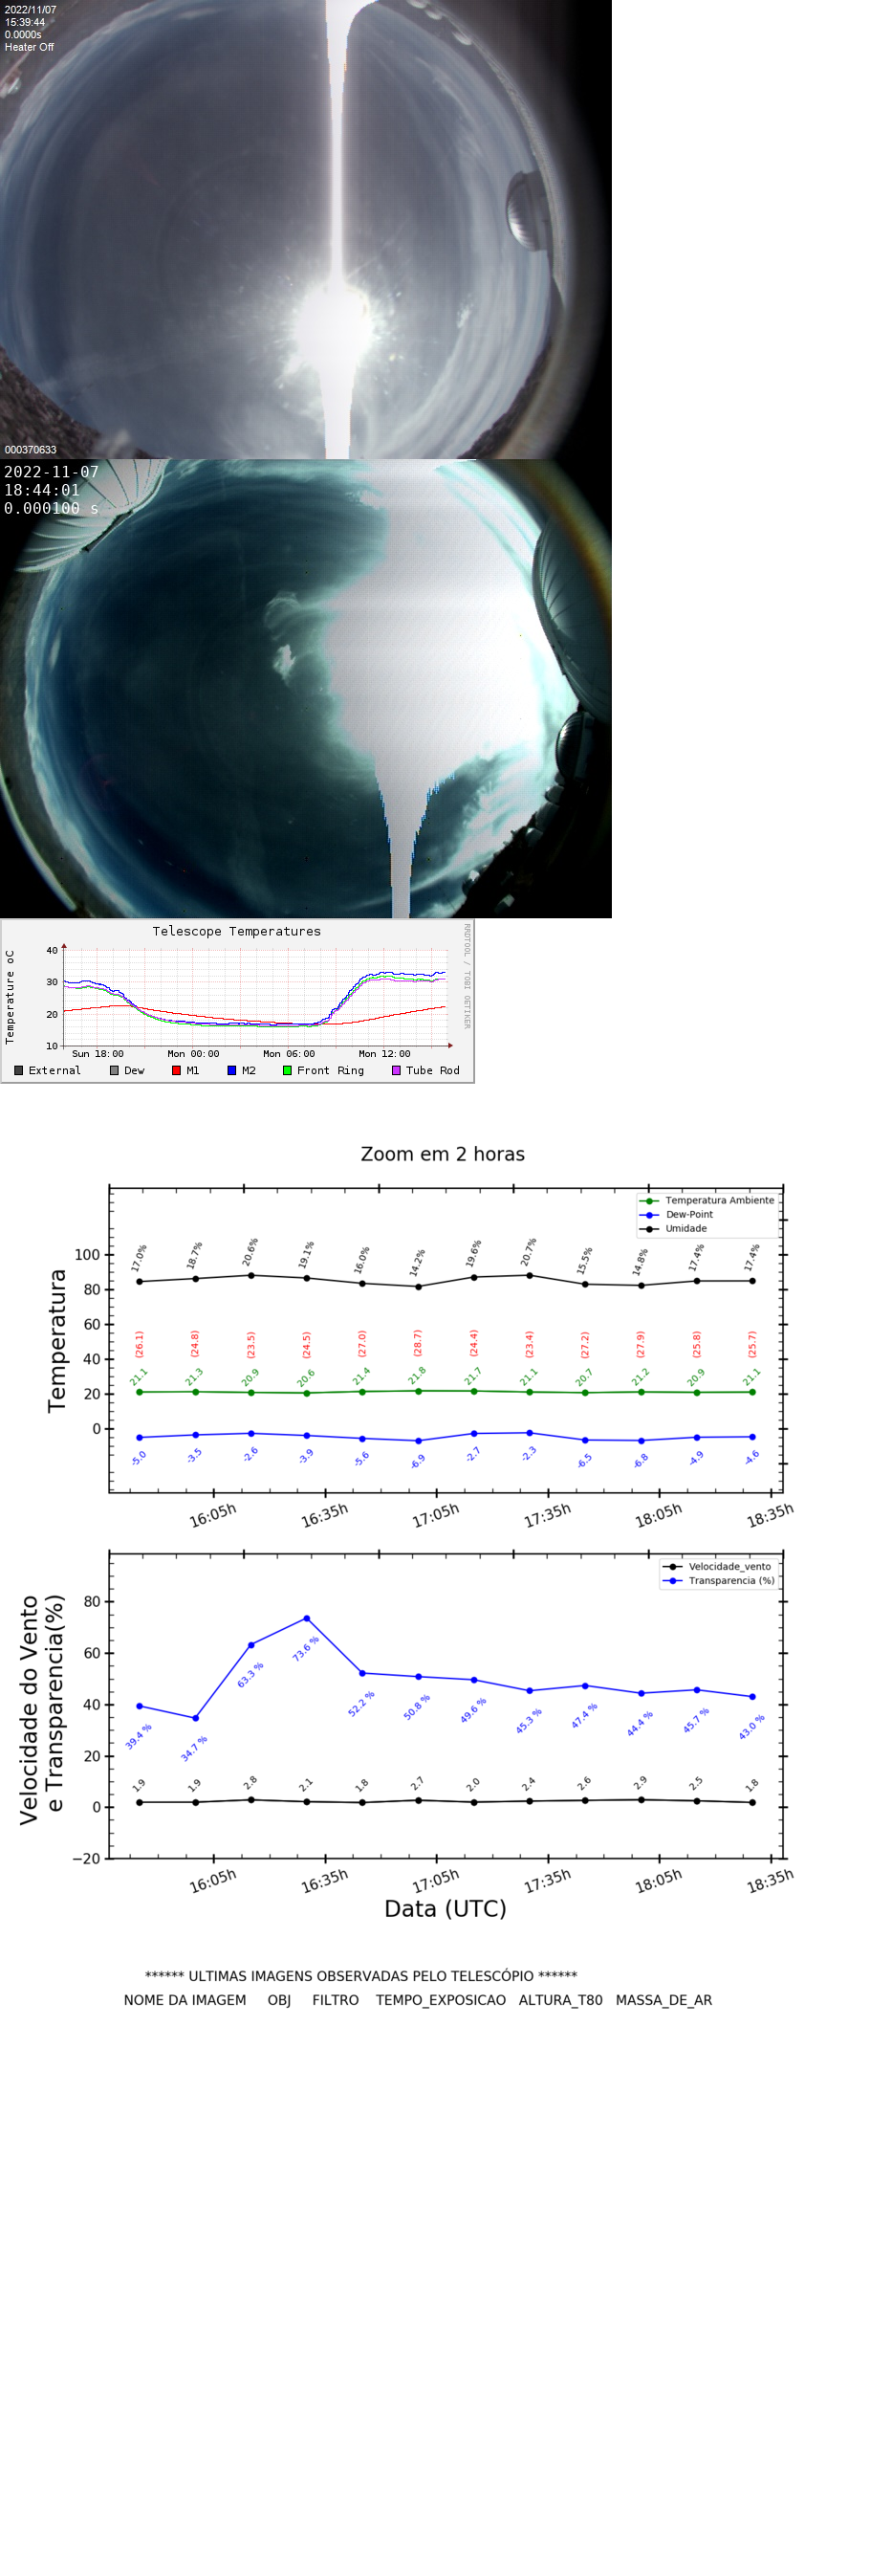 2022/11/07
15:39:44
0.0000s
Heater Off
000370633
2022-11-07
18:44:01
0.000100 s
Telescope Temperatures
RRDTOOL / TOBI OETIKER
Temperature oC
40
30
20
10
Sun 18:00 Mon 00:00 Mon 06:00 Mon 12:00
External Dew M1 M2 Front Ring Tube Rod
Zoom em 2 horas
Temperatura Ambiente
Dew-Point
Umidade
Temperatura
100
80
60
40
20
0
17.0% 18.7% 20.6% 19.1% 16.0% 14.2% 19.6% 20.7% 15.5% 14.8% 17.4% 17.4%
(26.1) (24.8) (23.5) (24.5) (27.0) (28.7) (24.4) (23.4) (27.2) (27.9) (25.8) (25.7)
21.1 21.3 20.9 20.6 21.4 21.8 21.7 21.1 20.7 21.2 20.9 21.1
-5.0 -3.5 -2.6 -3.9 -5.6 -6.9 -2.7 -2.3 -6.5 -6.8 -4.9 -4.6
16:05h 16:35h 17:05h 17:35h 18:05h 18:35h
Velocidade_vento
Transparencia (%)
Velocidade do Vento
e Transparencia(%)
80
60
40
20
0
−20
39.4 % 34.7 % 63.3 % 73.6 % 52.2 % 50.8 % 49.6 % 45.3 % 47.4 % 44.4 % 45.7 % 43.0 %
1.9 1.9 2.8 2.1 1.8 2.7 2.0 2.4 2.6 2.9 2.5 1.8
16:05h 16:35h 17:05h 17:35h 18:05h 18:35h
Data (UTC)
****** ULTIMAS IMAGENS OBSERVADAS PELO TELESCÓPIO ******
NOME DA IMAGEM OBJ FILTRO TEMPO_EXPOSICAO ALTURA_T80 MASSA_DE_AR